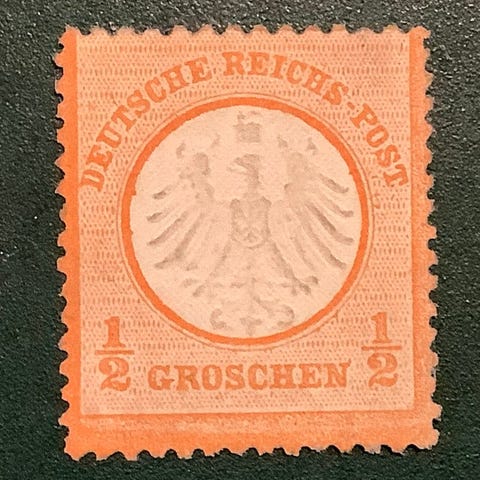 DEUTSCHE REICHS-POST
1/2 GROSCHEN 1/2